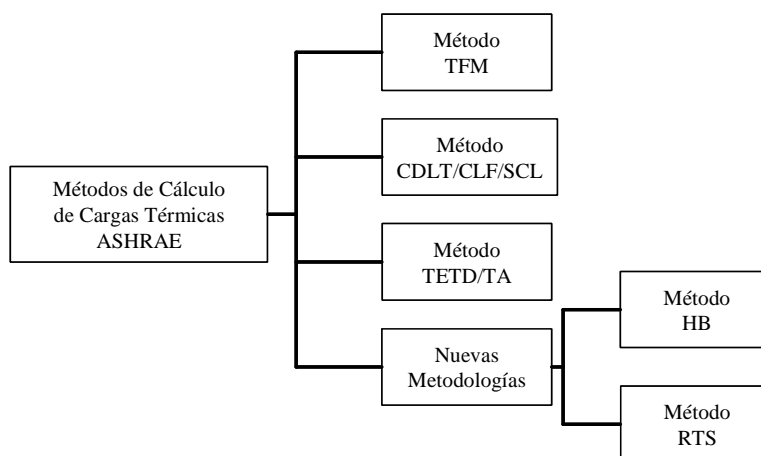 Método
TFM
Método
CDLT/CLF/SCL
Métodos de Cálculo
de Cargas Térmicas
ASHRAE
Método
TETD/TA
Método
HB
Nuevas
Metodologías
Método
RTS